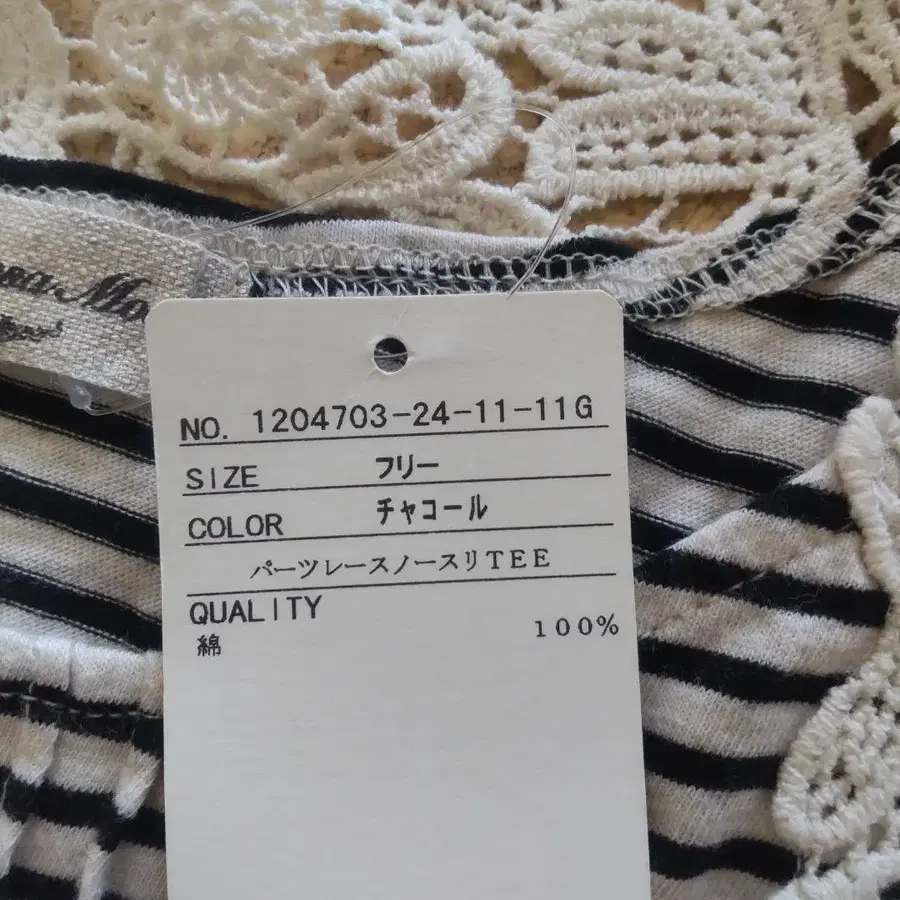 NO. 1204703-24-11-11G
SIZE フリー
COLOR チャコール
パーツレースノースリTEE
QUALITY
綿 100%